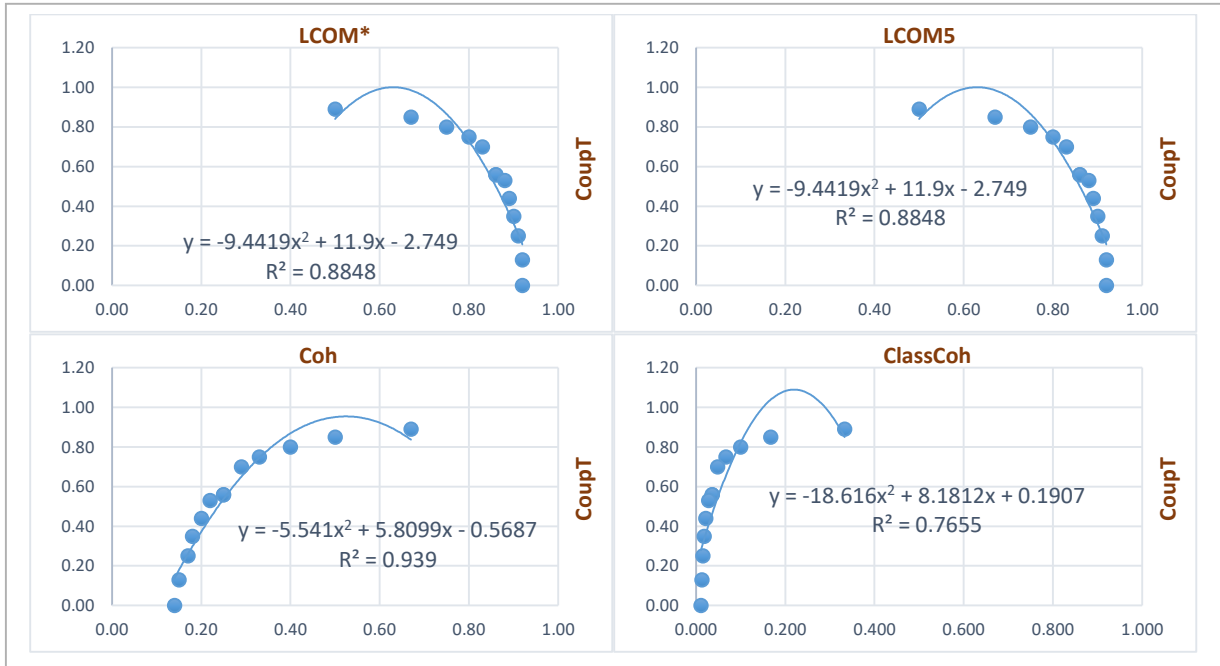 LCOM*
1.20
1.00
0.80
0.60
0.40
0.20
0.00
0.00 0.20 0.40 0.60 0.80 1.00
CoupT
y = -9.4419x² + 11.9x - 2.749
R² = 0.8848
LCOM5
1.20
1.00
0.80
0.60
0.40
0.20
0.00
0.00 0.20 0.40 0.60 0.80 1.00
CoupT
y = -9.4419x² + 11.9x - 2.749
R² = 0.8848
Coh
1.20
1.00
0.80
0.60
0.40
0.20
0.00
0.00 0.20 0.40 0.60 0.80 1.00
CoupT
y = -5.541x² + 5.8099x - 0.5687
R² = 0.939
ClassCoh
1.20
1.00
0.80
0.60
0.40
0.20
0.00
0.000 0.200 0.400 0.600 0.800 1.000
CoupT
y = -18.616x² + 8.1812x + 0.1907
R² = 0.7655